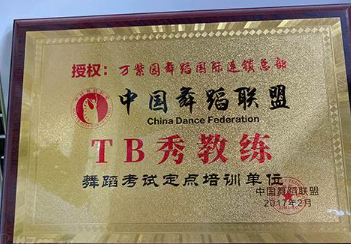 授权：万紫园舞蹈国际连锁总部
中国舞蹈联盟
China Dance Federation
TB秀教练
舞蹈考试定点培训单位
中国舞蹈联盟
2017年2月